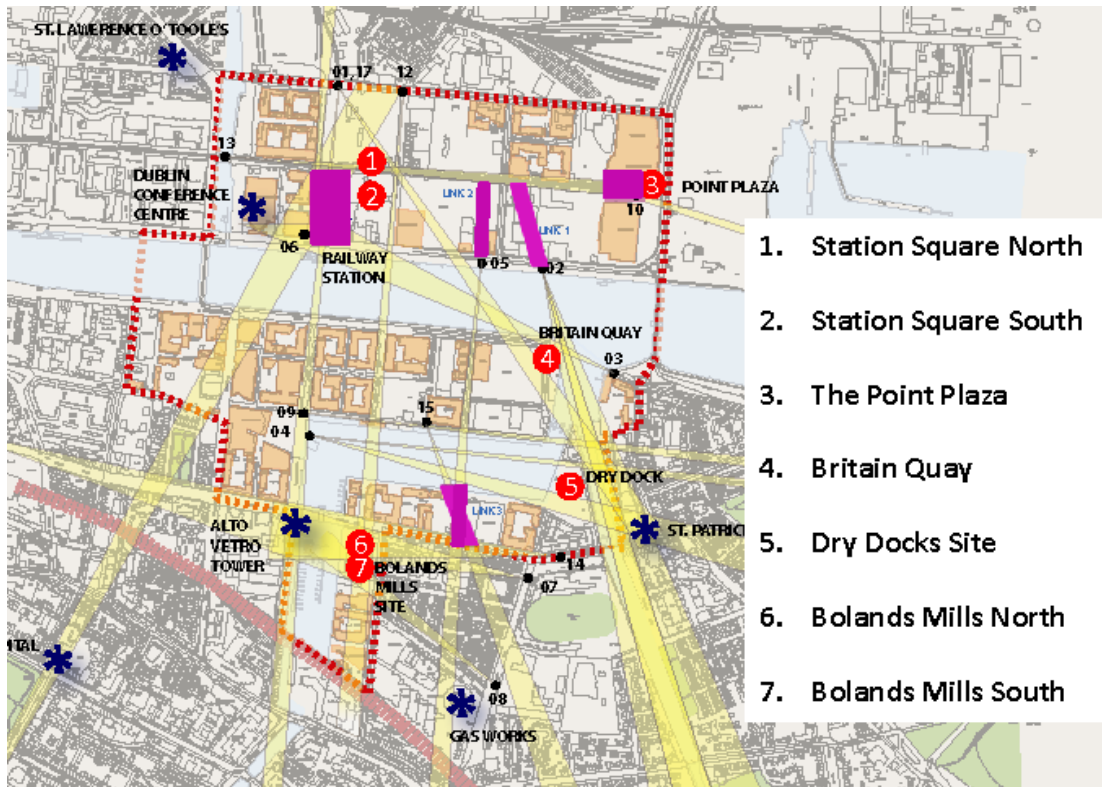 ST. LAWERENCE O'TOOLE'S
01, 17
12
13
DUBLIN
CONFERENCE
CENTRE
1
2
LINK 2
3
POINT PLAZA
10
LINK 1
06
RAILWAY
STATION
05
02
BRITAIN QUAY
4
03
09
04
15
DRY DOCK
5
ALTO
VETRO
TOWER
LINK 3
ST. PATRIC
6
7
BOLANDS
MILLS
SITE
14
07
ITAL
08
GAS WORKS
1. Station Square North
2. Station Square South
3. The Point Plaza
4. Britain Quay
5. Dry Docks Site
6. Bolands Mills North
7. Bolands Mills South